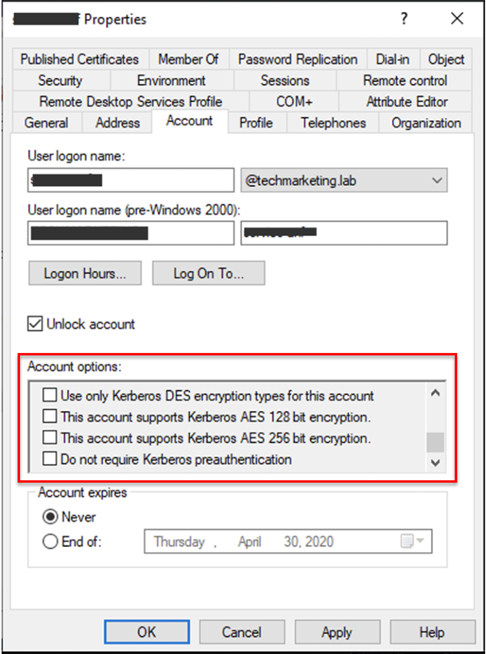 Properties
?
Published Certificates Member Of Password Replication Dial-in Object
Security Environment Sessions Remote control
Remote Desktop Services Profile COM+ Attribute Editor
General Address Account Profile Telephones Organization
User logon name:
@techmarketing.lab
User logon name (pre-Windows 2000):
Logon Hours... Log On To...
Unlock account
Account options:
Use only Kerberos DES encryption types for this account
This account supports Kerberos AES 128 bit encryption.
This account supports Kerberos AES 256 bit encryption.
Do not require Kerberos preauthentication
Account expires
Never
End of: Thursday , April 30, 2020
OK Cancel Apply Help